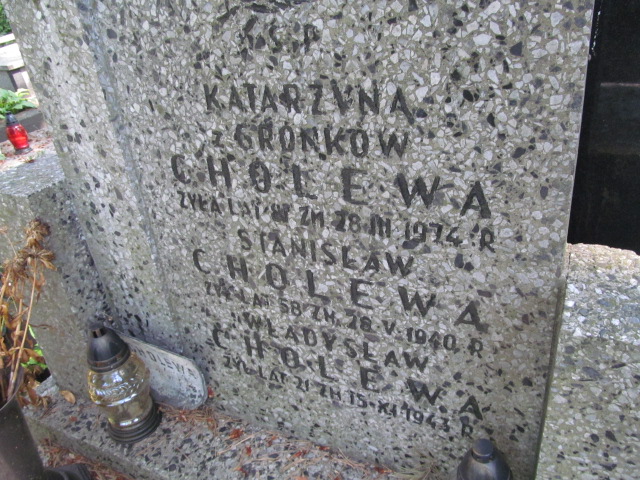 Ś.P.
KATARZYNA
z GRONKÓW
CHOLEWA
ŻYŁA LAT ZM. 28 III 1974 R
STANISŁAW
CHOLEWA
ŻYŁ LAT 58 ZM. 28 V 1940 R
WŁADYSŁAW
CHOLEWA
ŻYŁ LAT 21 ZM 15 XI 1943 R